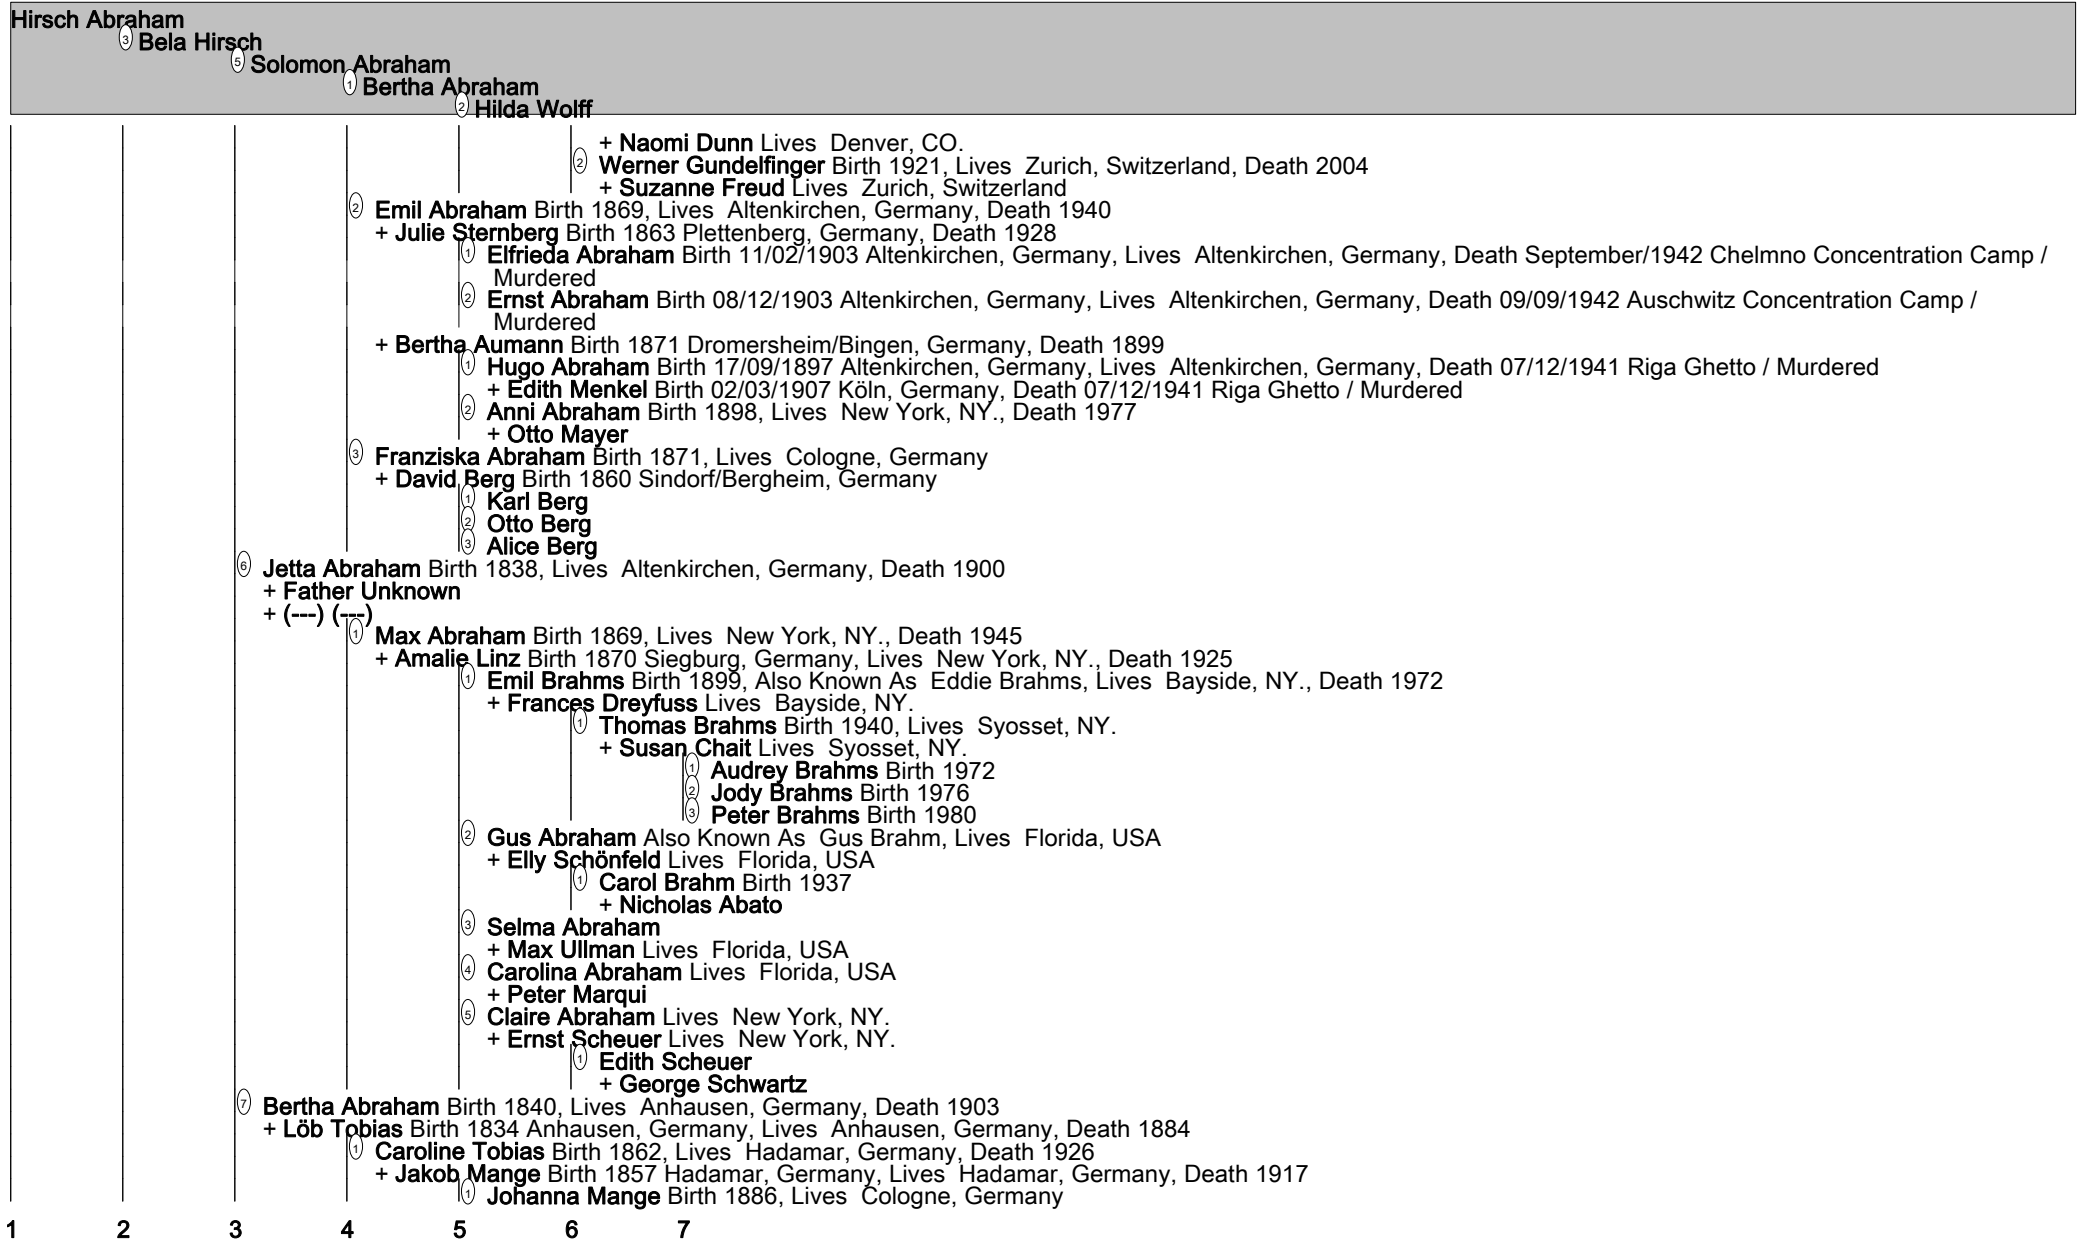 Hirsch Abraham
3 Bela Hirsch
5 Solomon Abraham
1 Bertha Abraham
2 Hilda Wolff
+ Naomi Dunn Lives Denver, CO.
2 Werner Gundelfinger Birth 1921, Lives Zurich, Switzerland, Death 2004
+ Suzanne Freud Lives Zurich, Switzerland
2 Emil Abraham Birth 1869, Lives Altenkirchen, Germany, Death 1940
+ Julie Sternberg Birth 1863 Plettenberg, Germany, Death 1928
1 Elfrieda Abraham Birth 11/02/1903 Altenkirchen, Germany, Lives Altenkirchen, Germany, Death September/1942 Chelmno Concentration Camp /
Murdered
2 Ernst Abraham Birth 08/12/1903 Altenkirchen, Germany, Lives Altenkirchen, Germany, Death 09/09/1942 Auschwitz Concentration Camp /
Murdered
+ Bertha Aumann Birth 1871 Dromersheim/Bingen, Germany, Death 1899
1 Hugo Abraham Birth 17/09/1897 Altenkirchen, Germany, Lives Altenkirchen, Germany, Death 07/12/1941 Riga Ghetto / Murdered
+ Edith Menkel Birth 02/03/1907 Köln, Germany, Death 07/12/1941 Riga Ghetto / Murdered
2 Anni Abraham Birth 1898, Lives New York, NY., Death 1977
+ Otto Mayer
3 Franziska Abraham Birth 1871, Lives Cologne, Germany
+ David Berg Birth 1860 Sindorf/Bergheim, Germany
1 Karl Berg
2 Otto Berg
3 Alice Berg
6 Jetta Abraham Birth 1838, Lives Altenkirchen, Germany, Death 1900
+ Father Unknown
+ (---) (---)
1 Max Abraham Birth 1869, Lives New York, NY., Death 1945
+ Amalie Linz Birth 1870 Siegburg, Germany, Lives New York, NY., Death 1925
1 Emil Brahms Birth 1899, Also Known As Eddie Brahms, Lives Bayside, NY., Death 1972
+ Frances Dreyfuss Lives Bayside, NY.
1 Thomas Brahms Birth 1940, Lives Syosset, NY.
+ Susan Chait Lives Syosset, NY.
1 Audrey Brahms Birth 1972
2 Jody Brahms Birth 1976
3 Peter Brahms Birth 1980
2 Gus Abraham Also Known As Gus Brahm, Lives Florida, USA
+ Elly Schönfeld Lives Florida, USA
1 Carol Brahm Birth 1937
+ Nicholas Abato
3 Selma Abraham
+ Max Ullman Lives Florida, USA
4 Carolina Abraham Lives Florida, USA
+ Peter Marqui
5 Claire Abraham Lives New York, NY.
+ Ernst Scheuer Lives New York, NY.
1 Edith Scheuer
+ George Schwartz
7 Bertha Abraham Birth 1840, Lives Anhausen, Germany, Death 1903
+ Löb Tobias Birth 1834 Anhausen, Germany, Lives Anhausen, Germany, Death 1884
1 Caroline Tobias Birth 1862, Lives Hadamar, Germany, Death 1926
+ Jakob Mange Birth 1857 Hadamar, Germany, Lives Hadamar, Germany, Death 1917
1 Johanna Mange Birth 1886, Lives Cologne, Germany
1 2 3 4 5 6 7